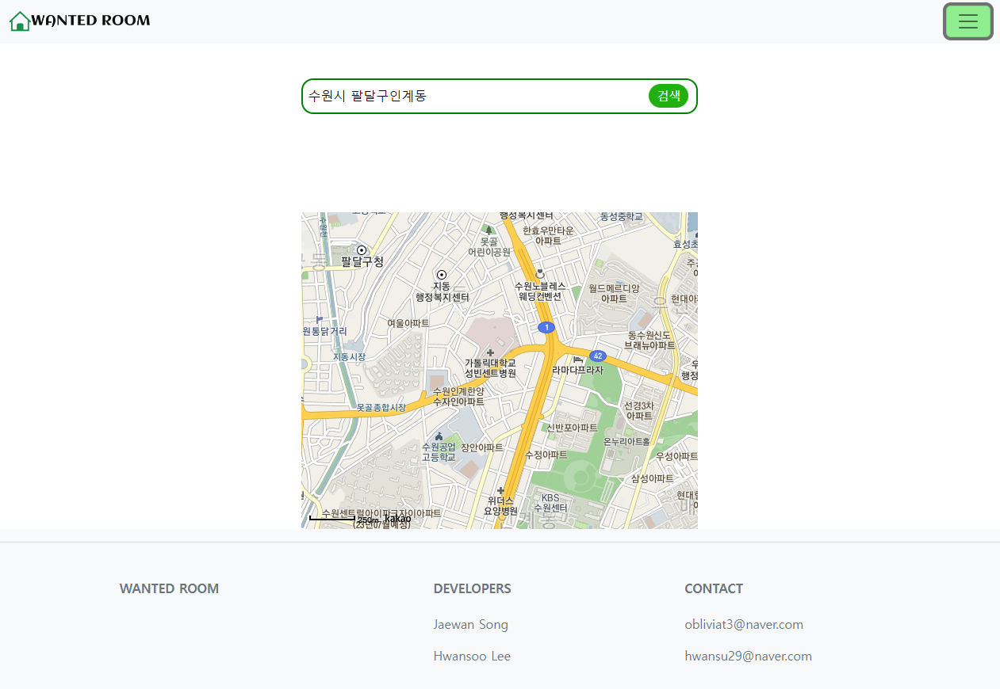 WANTED ROOM
수원시 팔달구인계동
검색
행정복지센터
동성중학교
수원천
못골
어린이공원
한효우만타운
아파트
효성초
팔달구청
지동
행정복지센터
수원노블레스
웨딩컨벤션
월드메르디앙
아파트
현대아
여울아파트
1
원통닭거리
동수원신도
브래뉴아파트
지동시장
42
가톨릭대학교
성빈센트병원
라마다프라자
행정
수원인계한양
수자인아파트
못골종합시장
선경3차
아파트
신반포아파트
온누리아트홀
수원공업
고등학교
장안아파트
수정아파트
우성아파트
삼성아파트
위더스
요양병원
KBS
수원센터
현대
수원센트럴아이파크자이아파트
(23년07월예정)
250m
kakao
WANTED ROOM
DEVELOPERS
CONTACT
Jaewan Song
obliviat3@naver.com
Hwansoo Lee
hwansu29@naver.com